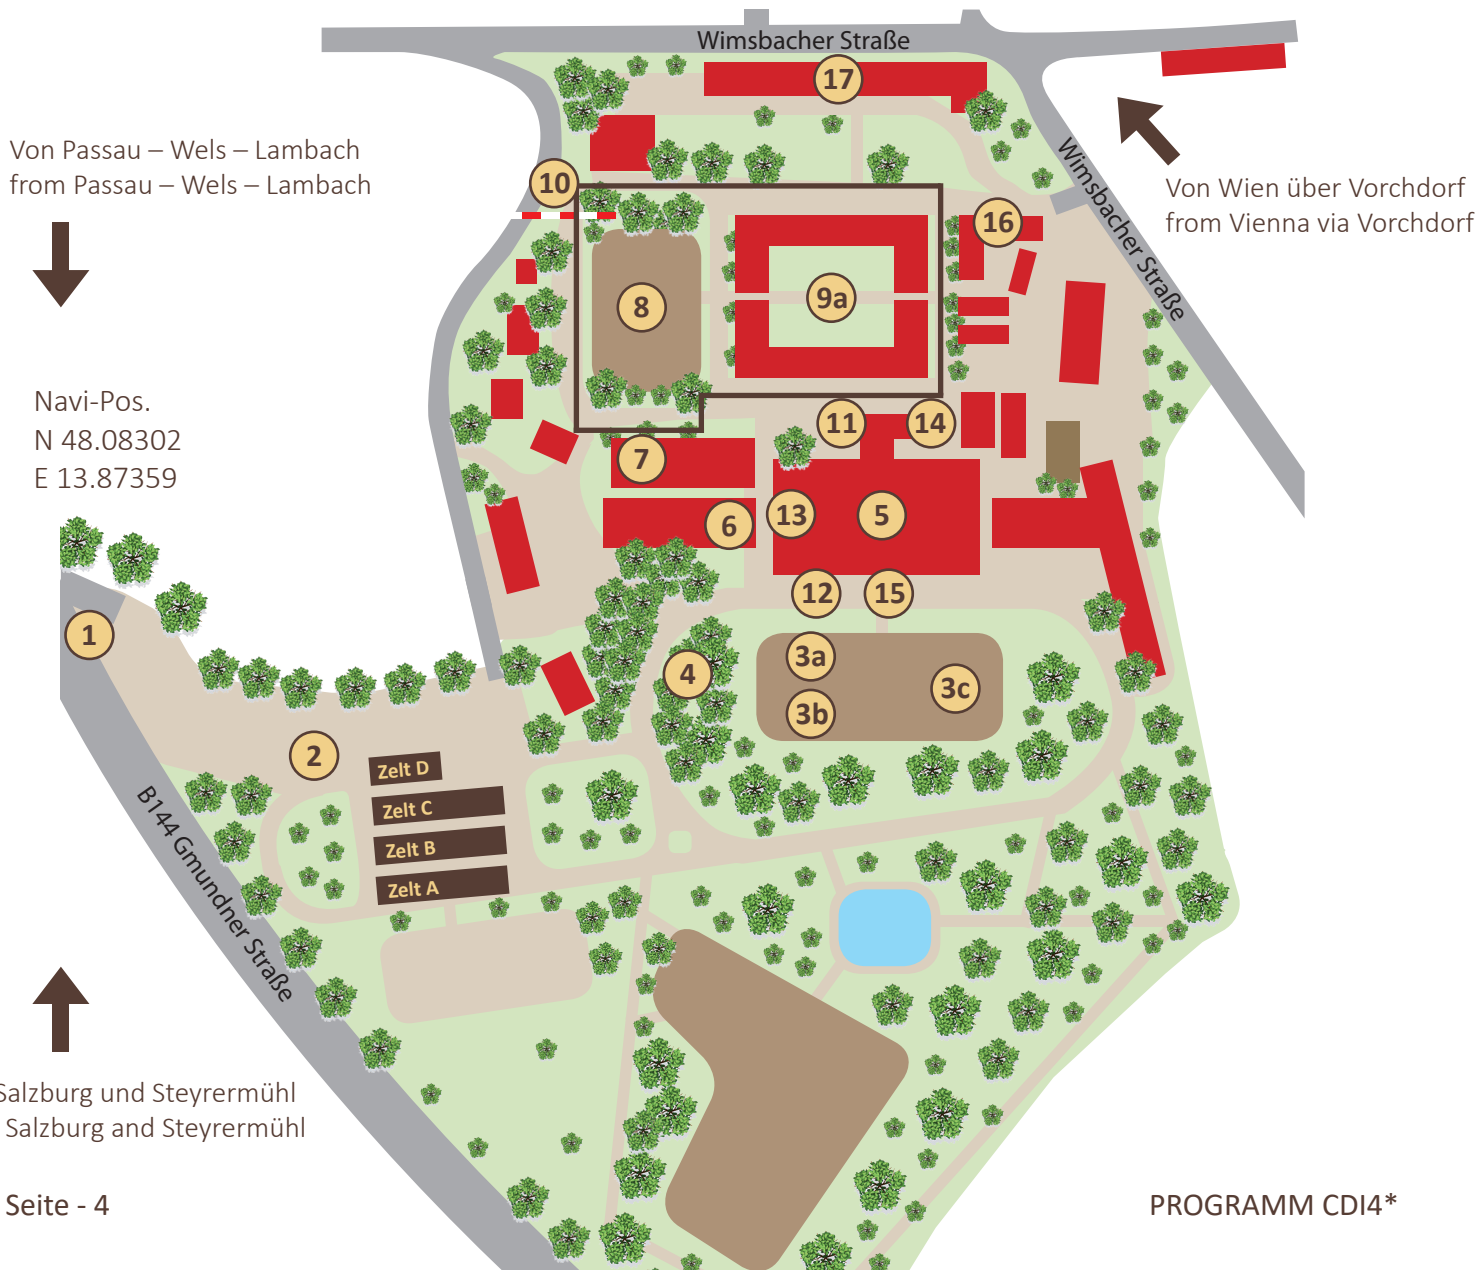 Wimsbacher Straße
17
Von Passau – Wels – Lambach
from Passau – Wels – Lambach
10
Wimsbacher Straße
Von Wien über Vorchdorf
from Vienna via Vorchdorf
16
8
9a
Navi-Pos.
N 48.08302
E 13.87359
11
14
7
6
13
5
12
15
1
4
3a
3b
3c
2
Zelt D
Zelt C
Zelt B
Zelt A
B144 Gmundner Straße
Salzburg und Steyrermühl
Salzburg and Steyrermühl
Seite - 4
PROGRAMM CDI4*